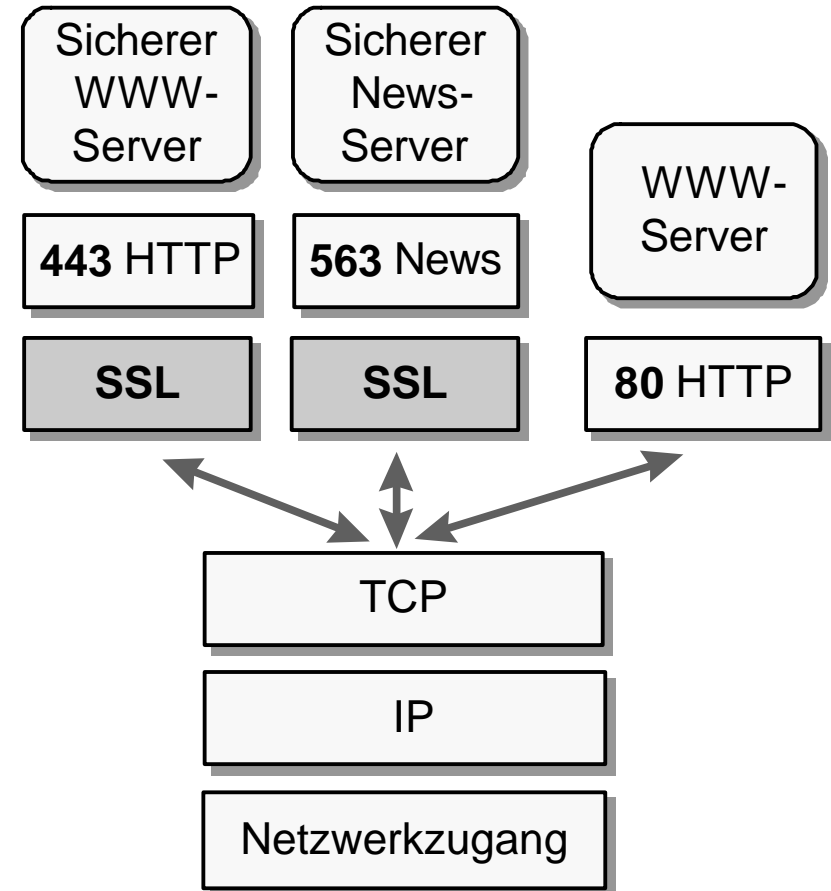 Sicherer
WWW-
Server
Sicherer
News-
Server
WWW-
Server
443 HTTP
563 News
SSL
SSL
80 HTTP
TCP
IP
Netzwerkzugang